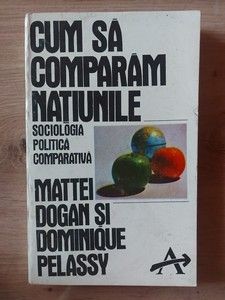 CUM SĂ
COMPARĂM
NAȚIUNILE
SOCIOLOGIA
POLITICĂ
COMPARATIVĂ
MATTEI
DOGAN ȘI
DOMINIQUE
PELASSY